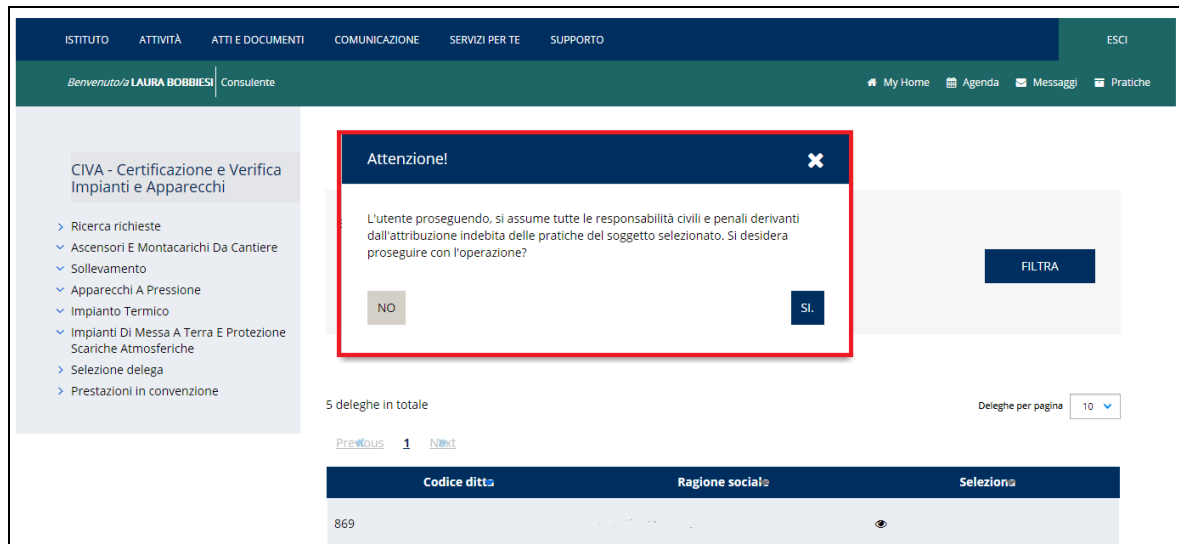 ISTITUTO ATTIVITÀ ATTI E DOCUMENTI COMUNICAZIONE SERVIZI PER TE SUPPORTO ESCI
Benvenuto/a LAURA BOBBIESI Consulente My Home Agenda Messaggi Pratiche
CIVA - Certificazione e Verifica
Impianti e Apparecchi
Ricerca richieste
Ascensori E Montacarichi Da Cantiere
Sollevamento
Apparecchi A Pressione
Impianto Termico
Impianti Di Messa A Terra E Protezione
Scariche Atmosferiche
Selezione delega
Prestazioni in convenzione
Attenzione!
L'utente proseguendo, si assume tutte le responsabilità civili e penali derivanti
dall'attribuzione indebita delle pratiche del soggetto selezionato. Si desidera
proseguire con l'operazione?
NO SI.
FILTRA
5 deleghe in totale Deleghe per pagina 10
Previous 1 Next
Codice ditta Ragione sociale Seleziona
869